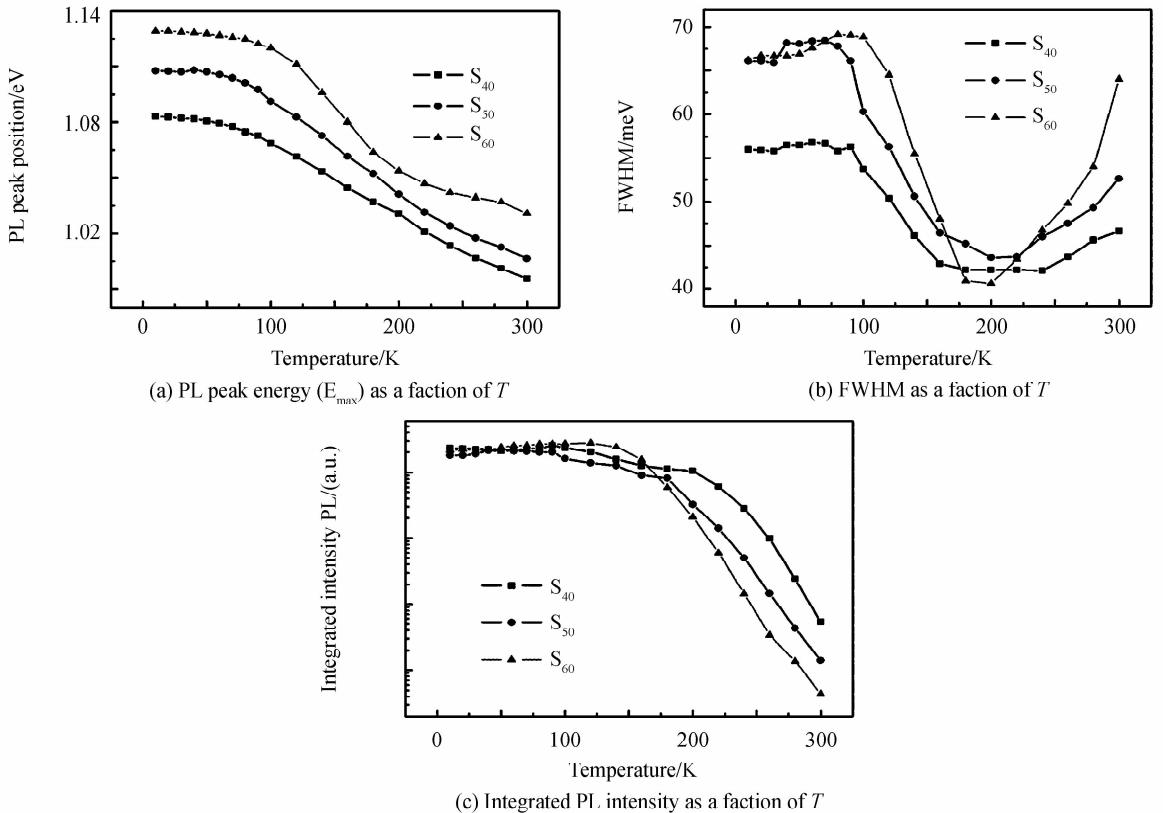 1.14
1.08
1.02
PL peak position/eV
S40
S50
S60
0 100 200 300
Temperature/K
(a) PL peak energy (Emax) as a faction of T
70
60
50
40
FWHM/meV
S40
S50
S60
0 100 200 300
Temperature/K
(b) FWHM as a faction of T
Integrated intensity PL/(a.u.)
S40
S50
S60
0 100 200 300
Temperature/K
(c) Integrated PL intensity as a faction of T